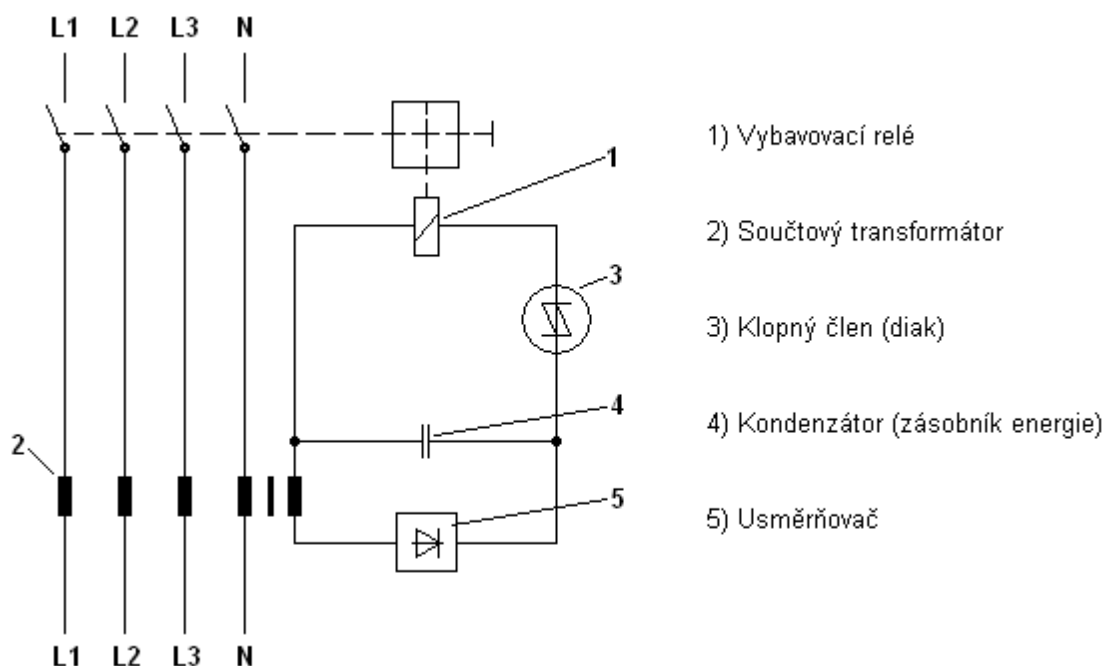 L1 L2 L3 N
1) Vybavovací relé
1
2) Součtový transformátor
3
3) Klopný člen (diak)
4
4) Kondenzátor (zásobník energie)
2
5
5) Usměrňovač
L1 L2 L3 N